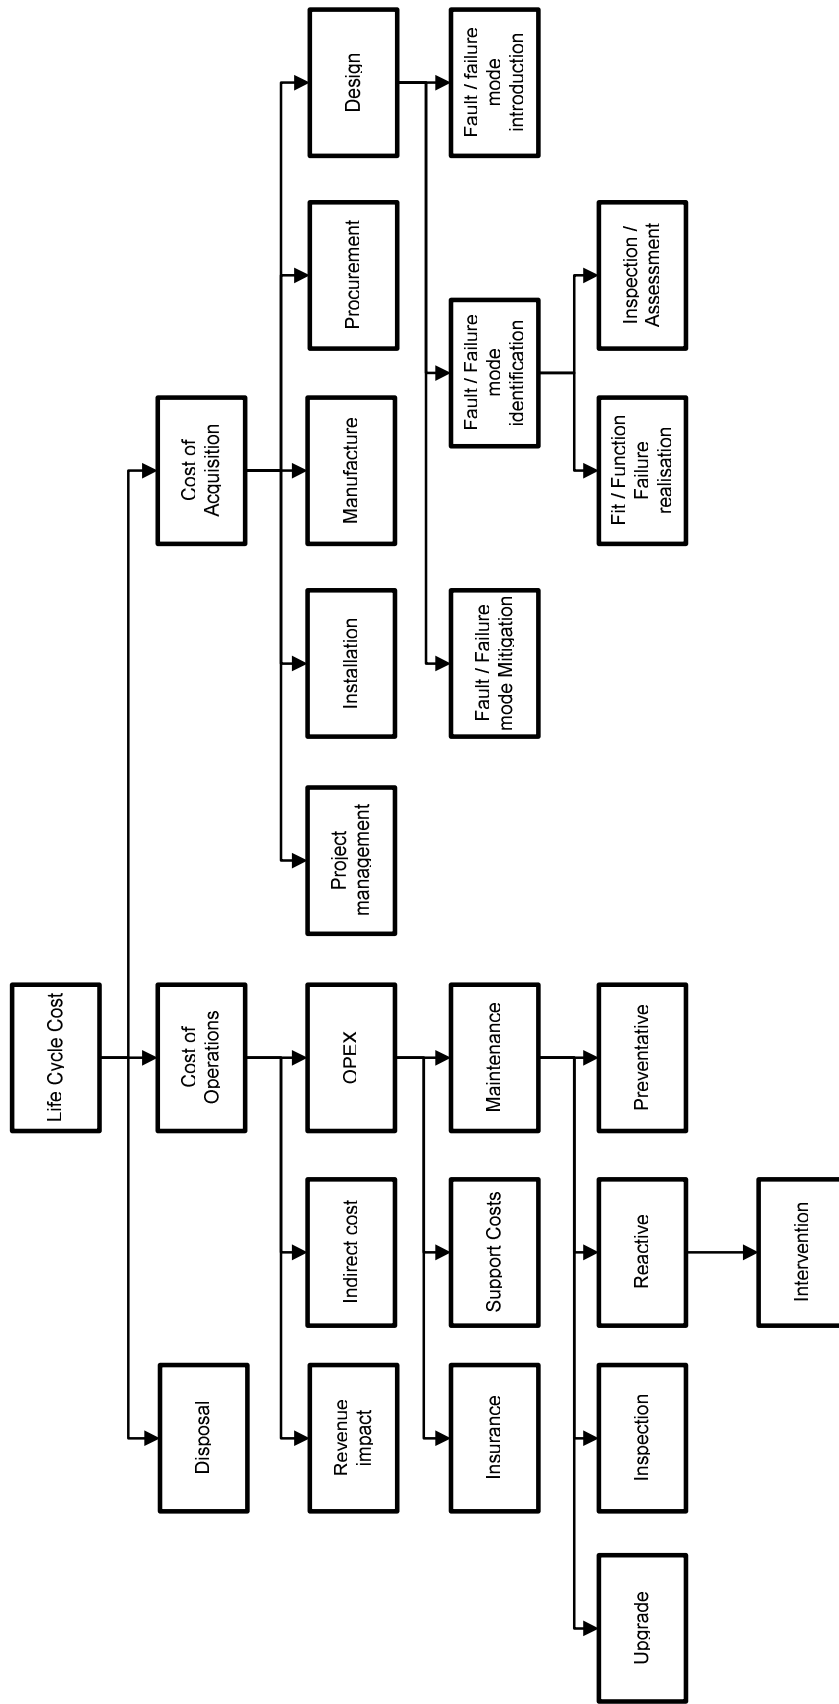 Life Cycle Cost
Disposal
Cost of
Operations
Cost of
Acquisition
Revenue
impact
Indirect cost
OPEX
Project
management
Installation
Manufacture
Procurement
Design
Insurance
Support Costs
Maintenance
Fault / Failure
mode Mitigation
Fault / Failure
mode
identification
Fault / failure
mode
introduction
Upgrade
Inspection
Reactive
Preventative
Fit / Function
Failure
realisation
Inspection /
Assessment
Intervention